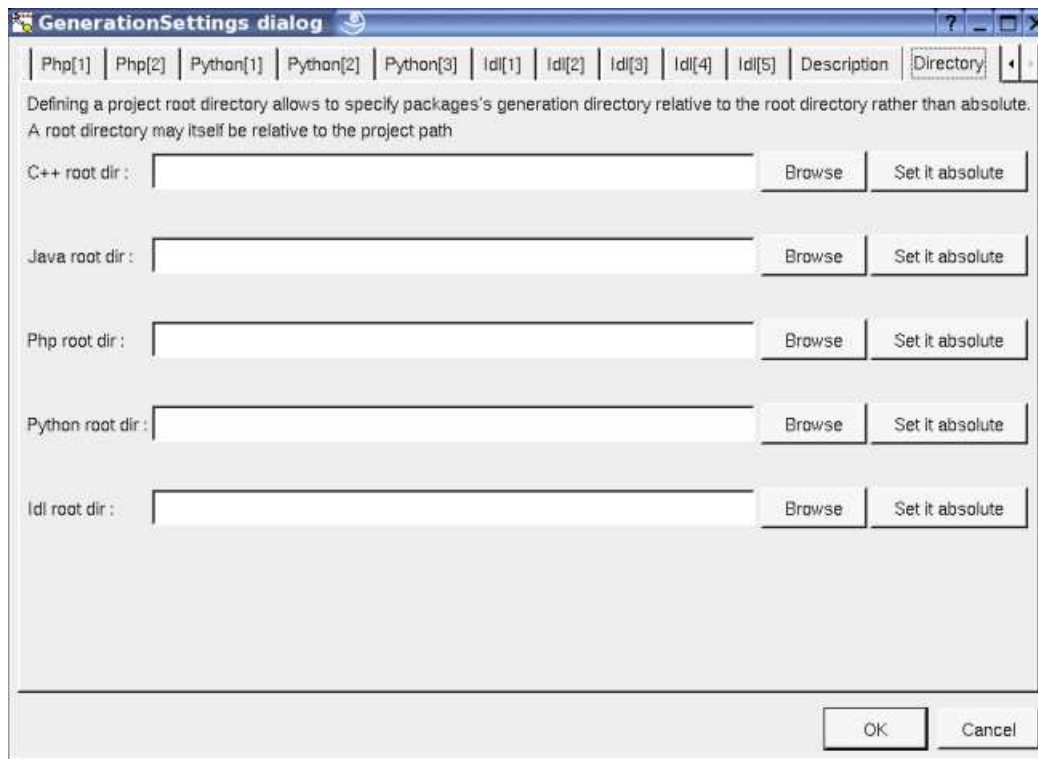 GenerationSettings dialog
Php[1] Php[2] Python[1] Python[2] Python[3] Idl[1] Idl[2] Idl[3] Idl[4] Idl[5] Description Directory
Defining a project root directory allows to specify packages's generation directory relative to the root directory rather than absolute.
A root directory may itself be relative to the project path
C++ root dir : Browse Set it absolute
Java root dir : Browse Set it absolute
Php root dir : Browse Set it absolute
Python root dir : Browse Set it absolute
Idl root dir : Browse Set it absolute
OK Cancel